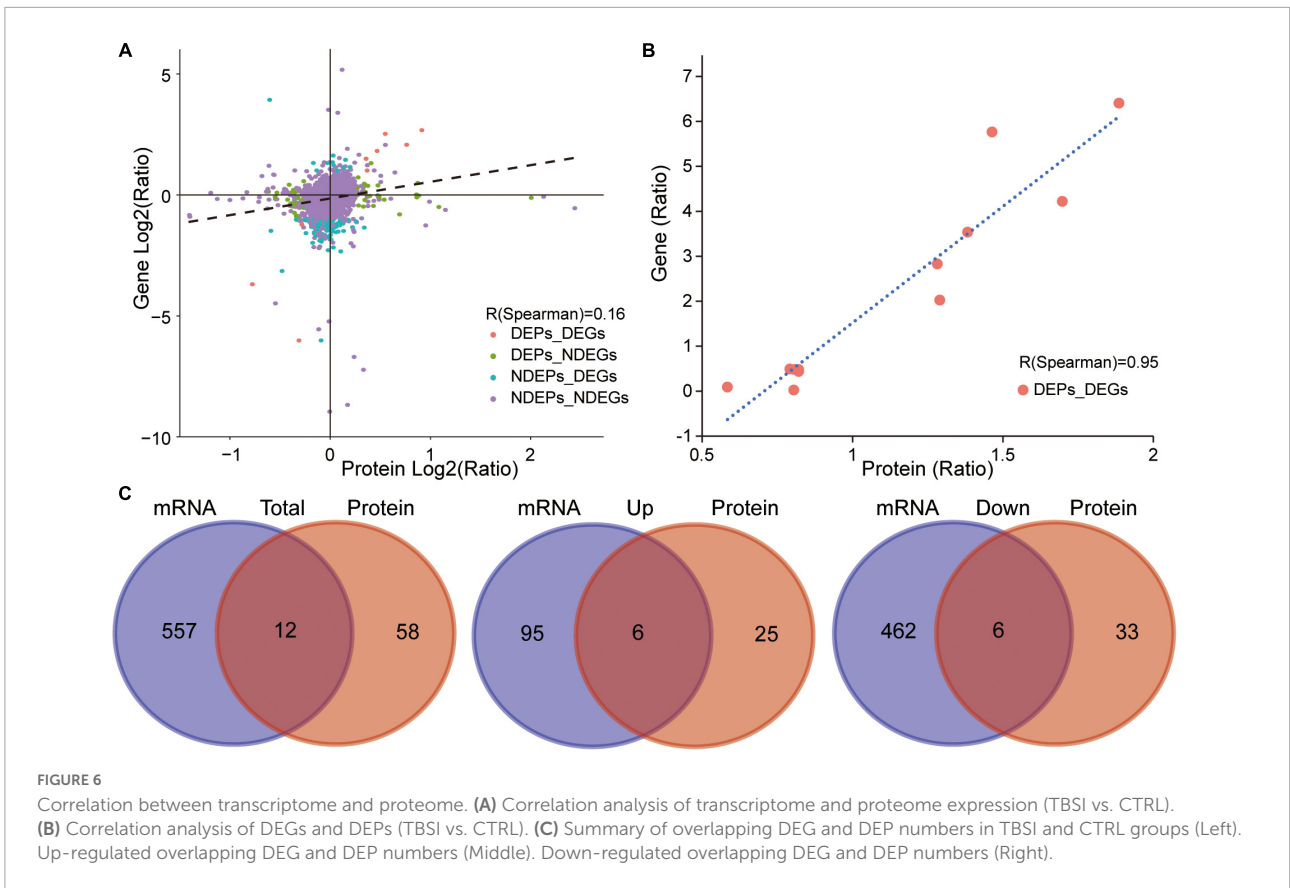 A
5
0
−5
−10
−1
0
1
2
Gene Log2(Ratio)
Protein Log2(Ratio)
R(Spearman)=0.16
DEPs_DEGs
DEPs_NDEGs
NDEPs_DEGs
NDEPs_NDEGs
B
7
6
5
4
3
2
1
0
-1
0.5
1
1.5
2
Gene (Ratio)
Protein (Ratio)
R(Spearman)=0.95
DEPs_DEGs
C
mRNA Total Protein
557 12 58
mRNA Up Protein
95 6 25
mRNA Down Protein
462 6 33
FIGURE 6
Correlation between transcriptome and proteome. (A) Correlation analysis of transcriptome and proteome expression (TBSI vs. CTRL).
(B) Correlation analysis of DEGs and DEPs (TBSI vs. CTRL). (C) Summary of overlapping DEG and DEP numbers in TBSI and CTRL groups (Left).
Up-regulated overlapping DEG and DEP numbers (Middle). Down-regulated overlapping DEG and DEP numbers (Right).